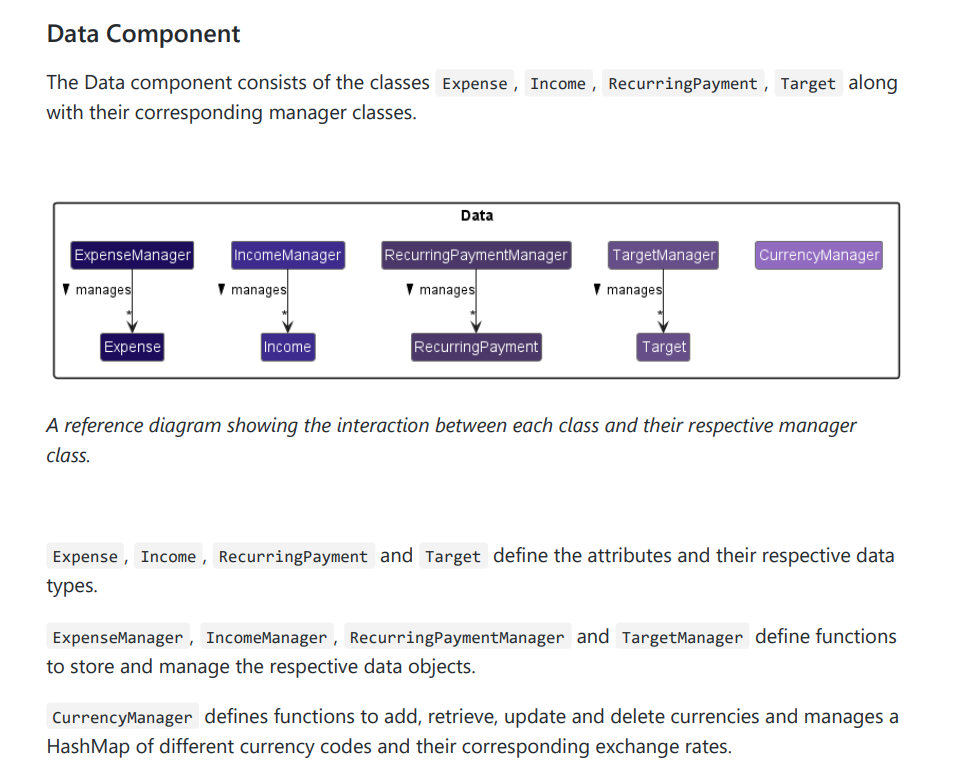 Data Component
The Data component consists of the classes Expense , Income , RecurringPayment , Target along
with their corresponding manager classes.
Data
ExpenseManager IncomeManager RecurringPaymentManager TargetManager CurrencyManager
▼ manages ▼ manages ▼ manages ▼ manages
* * * *
Expense Income RecurringPayment Target
A reference diagram showing the interaction between each class and their respective manager
class.
Expense , Income , RecurringPayment and Target define the attributes and their respective data
types.
ExpenseManager , IncomeManager , RecurringPaymentManager and TargetManager define functions
to store and manage the respective data objects.
CurrencyManager defines functions to add, retrieve, update and delete currencies and manages a
HashMap of different currency codes and their corresponding exchange rates.